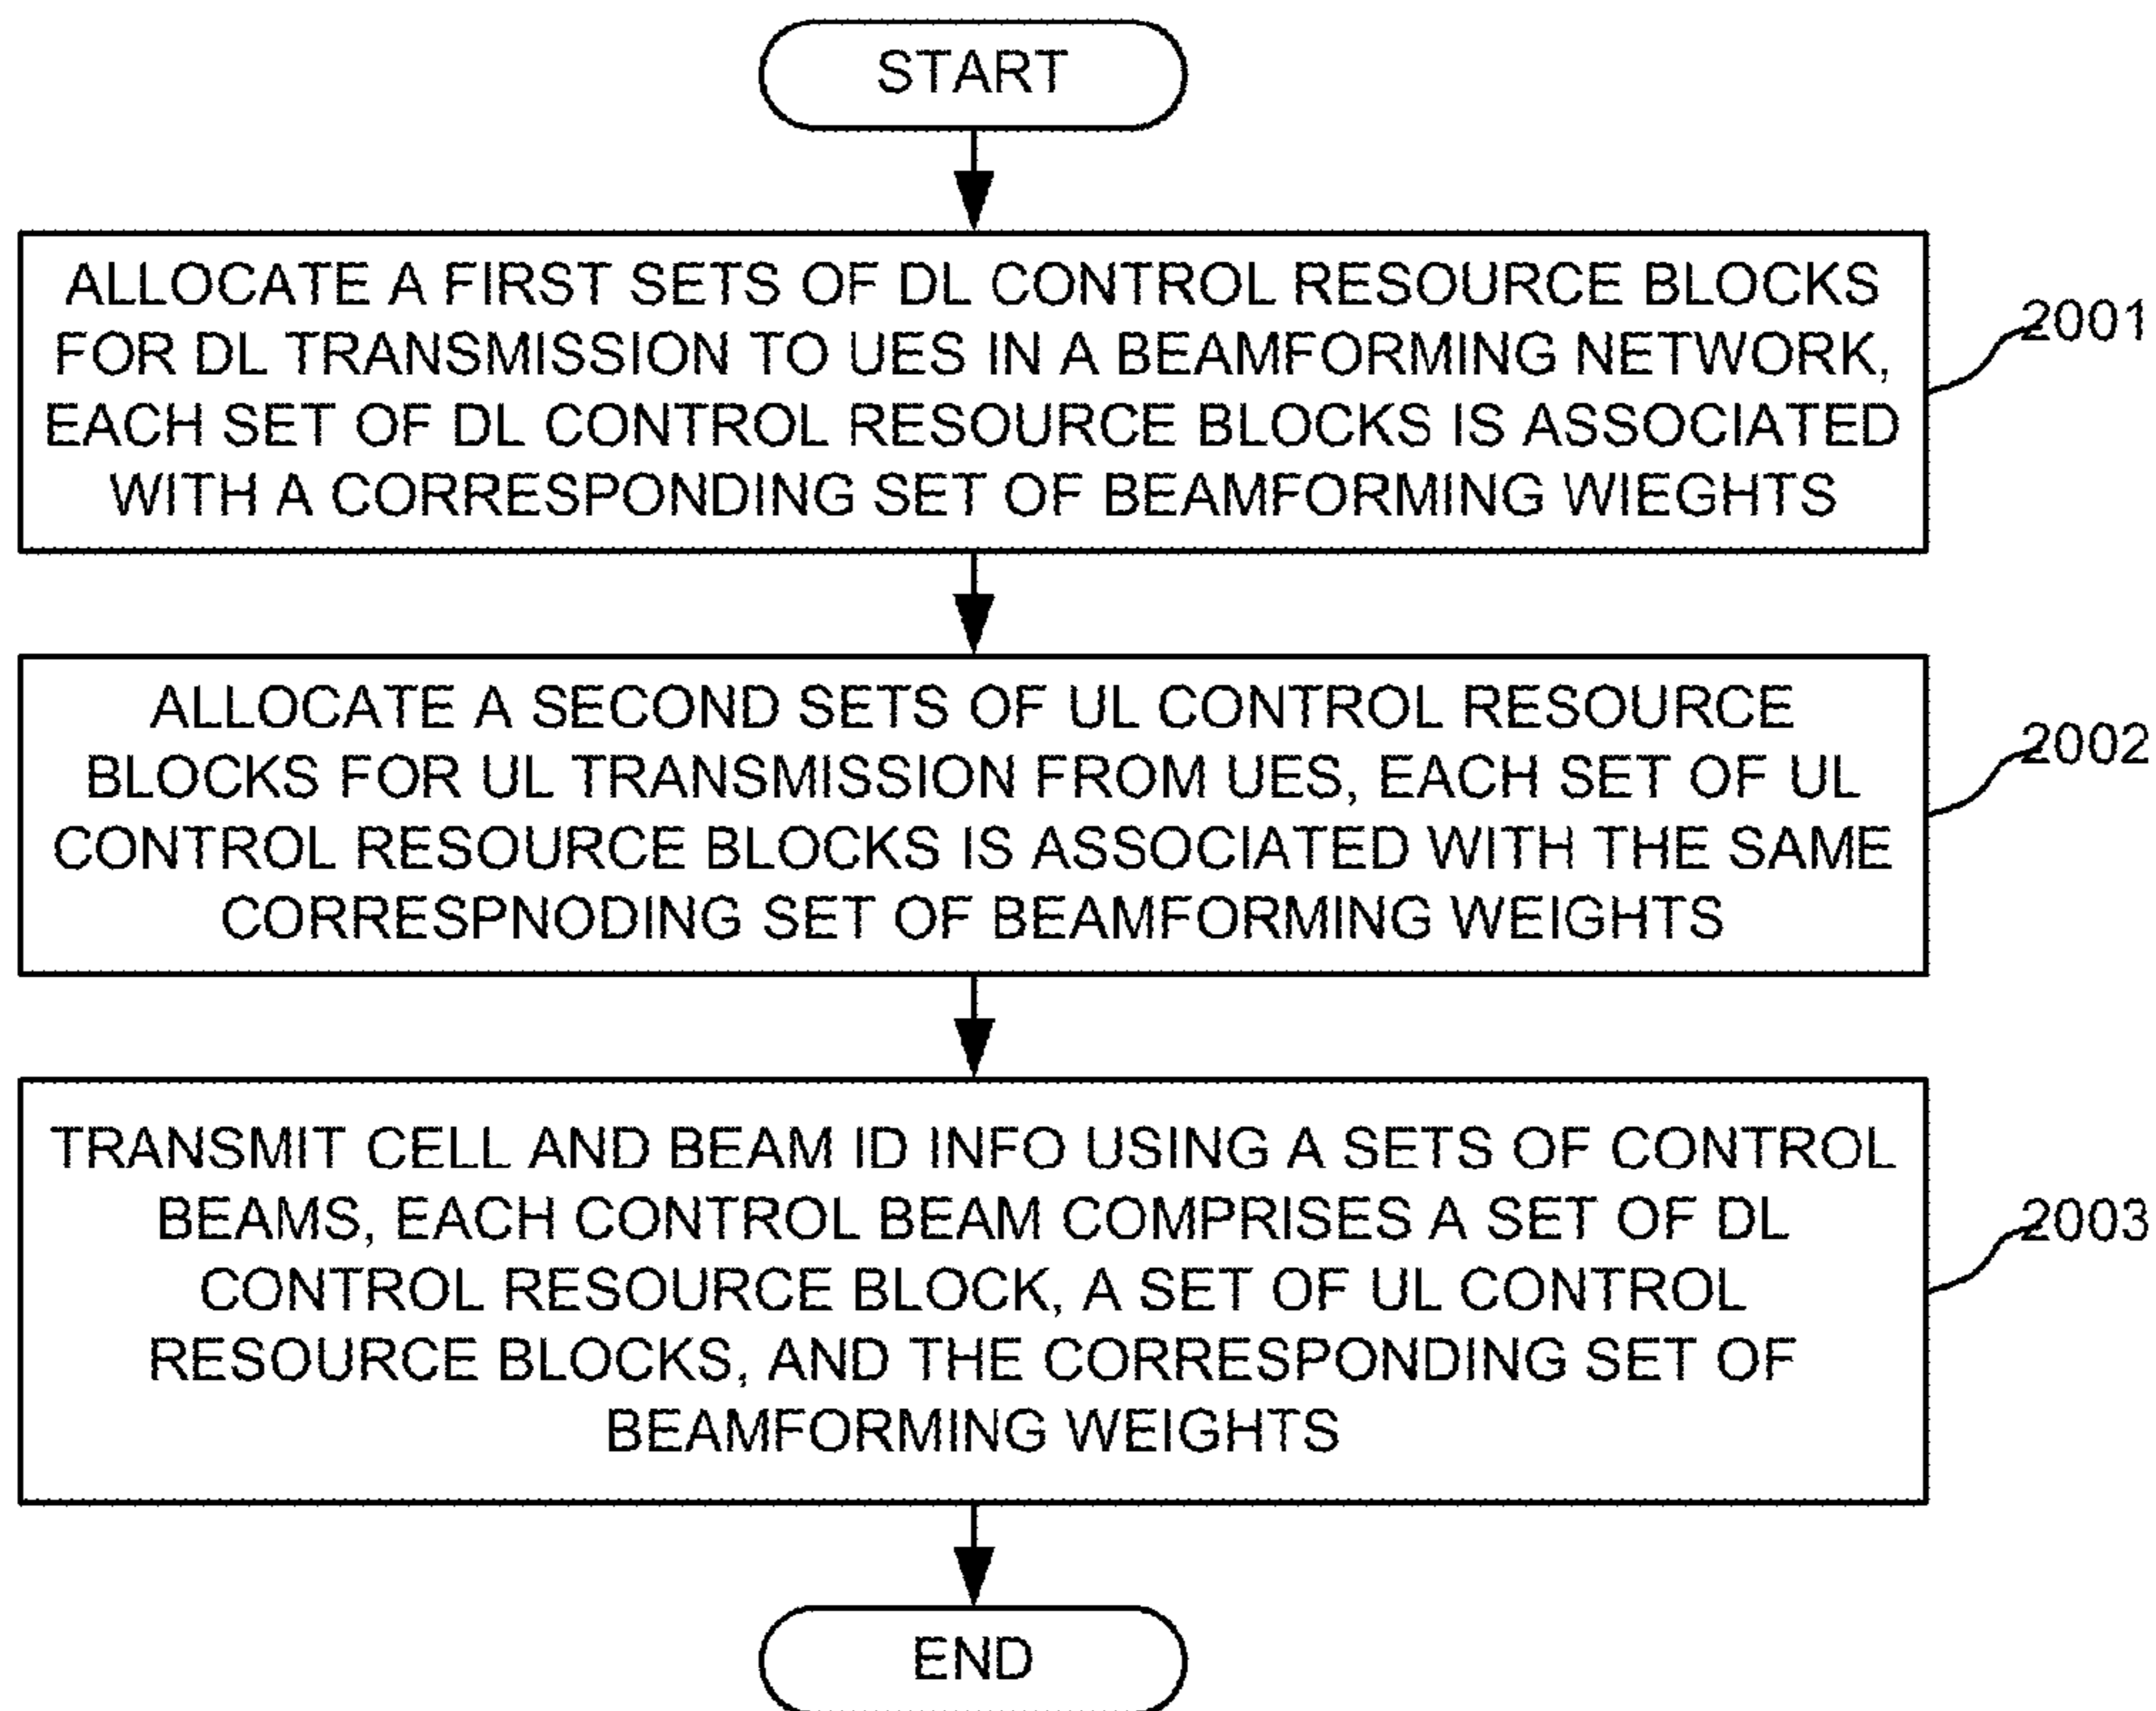 START
ALLOCATE A FIRST SETS OF DL CONTROL RESOURCE BLOCKS
FOR DL TRANSMISSION TO UES IN A BEAMFORMING NETWORK,
EACH SET OF DL CONTROL RESOURCE BLOCKS IS ASSOCIATED
WITH A CORRESPONDING SET OF BEAMFORMING WIEGHTS
2001
ALLOCATE A SECOND SETS OF UL CONTROL RESOURCE
BLOCKS FOR UL TRANSMISSION FROM UES, EACH SET OF UL
CONTROL RESOURCE BLOCKS IS ASSOCIATED WITH THE SAME
CORRESPNODING SET OF BEAMFORMING WEIGHTS
2002
TRANSMIT CELL AND BEAM ID INFO USING A SETS OF CONTROL
BEAMS, EACH CONTROL BEAM COMPRISES A SET OF DL
CONTROL RESOURCE BLOCK, A SET OF UL CONTROL
RESOURCE BLOCKS, AND THE CORRESPONDING SET OF
BEAMFORMING WEIGHTS
2003
END